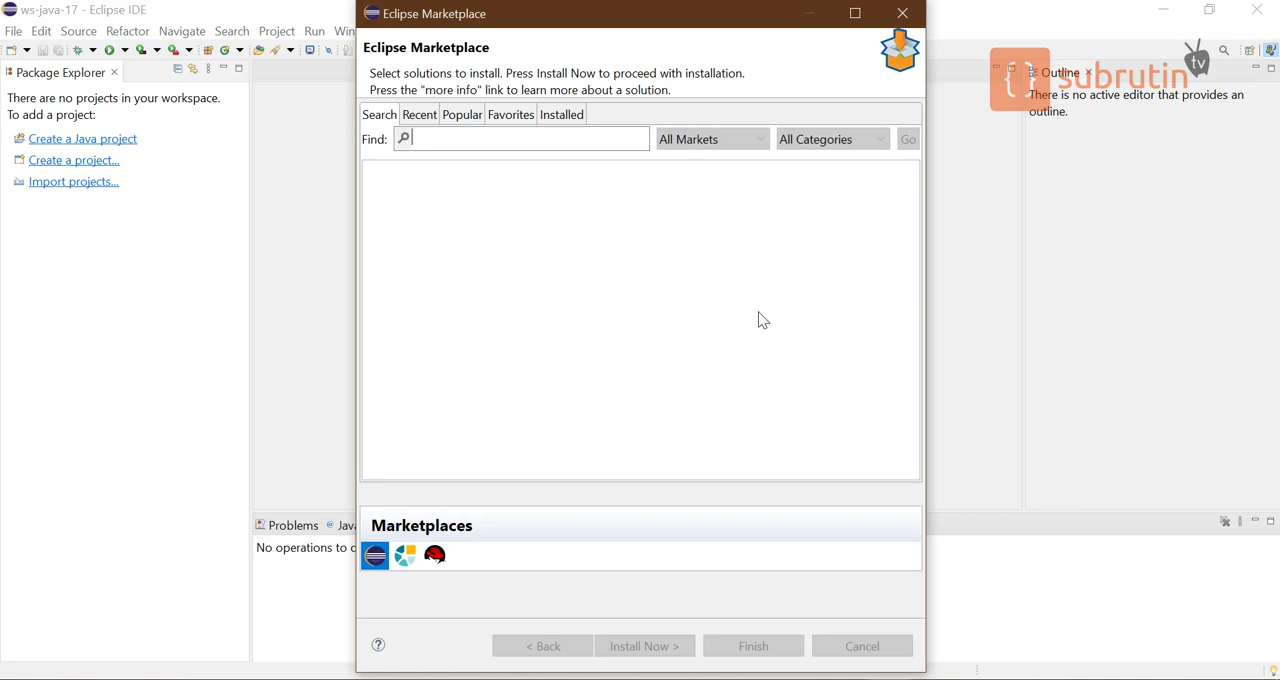 ws-java-17 - Eclipse IDE
File Edit Source Refactor Navigate Search Project Run
Package Explorer
There are no projects in your workspace.
To add a project:
Create a Java project
Create a project...
Import projects...
Eclipse Marketplace
Eclipse Marketplace
Select solutions to install. Press Install Now to proceed with installation.
Press the "more info" link to learn more about a solution.
Search Recent Popular Favorites Installed
Find: All Markets All Categories Go
Marketplaces
< Back Install Now > Finish Cancel
Outline
There is no active editor that provides an
outline.
subrutin tv
Problems
No operations to